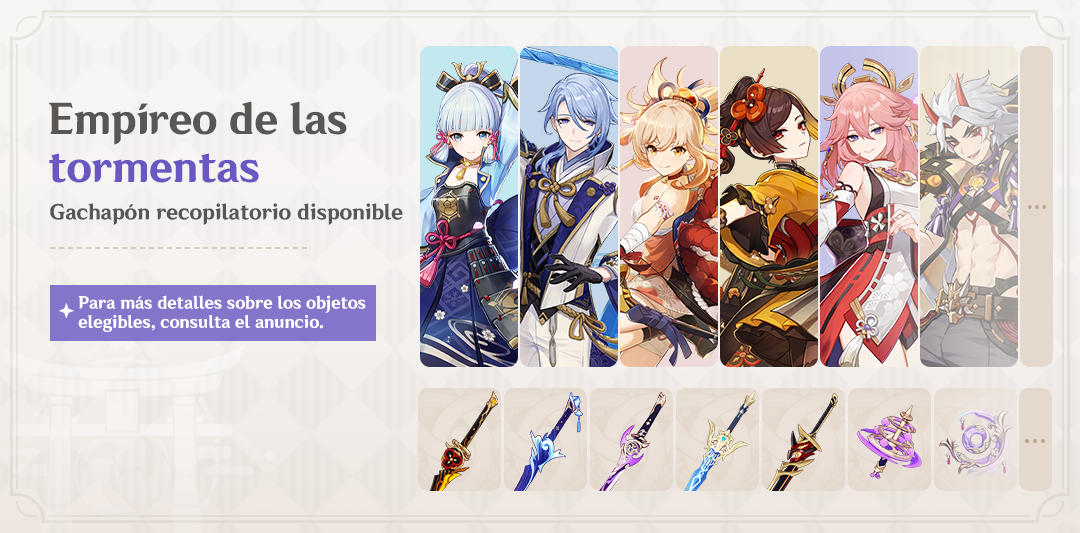 Empíreo de las
tormentas
Gachapón recopilatorio disponible
Para más detalles sobre los objetos
elegibles, consulta el anuncio.